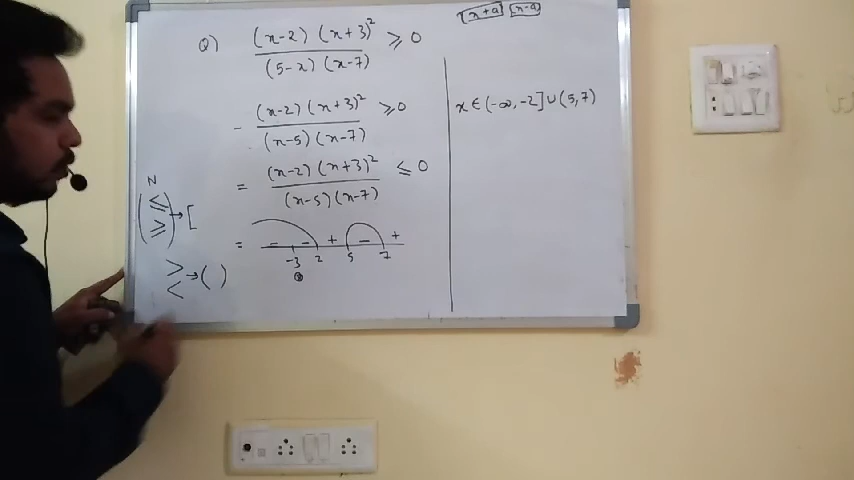 [x+a] [x-a]
Q) (x-2) (x+3)² / (5-x) (x-7) ≥ 0
- (x-2) (x+3)² / (x-5) (x-7) ≥ 0
= (x-2) (x+3)² / (x-5) (x-7) ≤ 0
= - - + - +
-3 2 5 7
N
( ≤ ≥ ) → [
> < → ( )
x ∈ (-∞, -2] ∪ (5, 7)